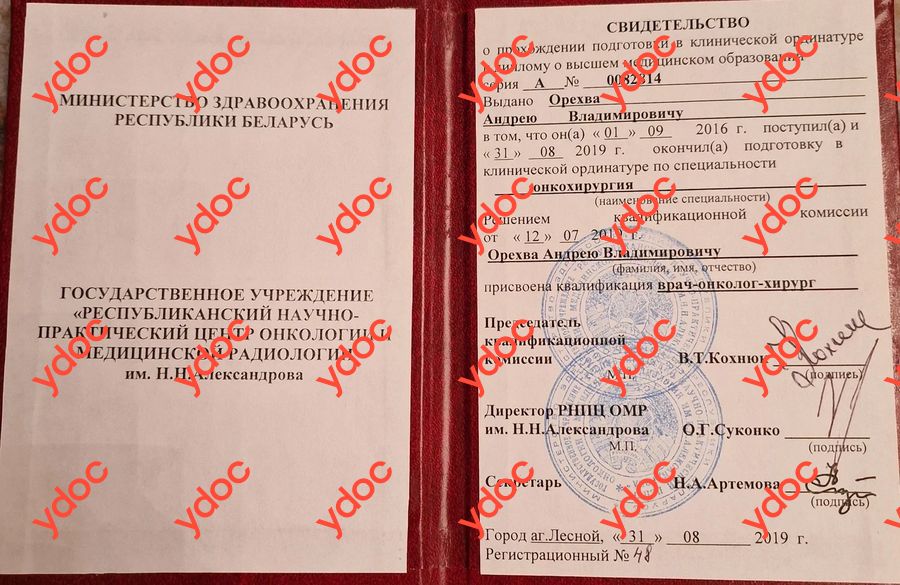 МИНИСТЕРСТВО ЗДРАВООХРАНЕНИЯ
РЕСПУБЛИКИ БЕЛАРУСЬ
ГОСУДАРСТВЕННОЕ УЧРЕЖДЕНИЕ
«РЕСПУБЛИКАНСКИЙ НАУЧНО-
ПРАКТИЧЕСКИЙ ЦЕНТР ОНКОЛОГИИ И
МЕДИЦИНСКОЙ РАДИОЛОГИИ
им. Н.Н.Александрова
СВИДЕТЕЛЬСТВО
о прохождении подготовки в клинической ординатуре
к диплому о высшем медицинском образовании
серия А № 0082314
Выдано Орехва
Андрею Владимировичу
в том, что он(а) «01» 09 2016 г. поступил(а) и
«31» 08 2019 г. окончил(а) подготовку в
клинической ординатуре по специальности
онкохирургия
(наименование специальности)
Решением квалификационной комиссии
от «12» 07 2019 г.
Орехва Андрею Владимировичу
(фамилия, имя, отчество)
присвоена квалификация врач-онколог-хирург
Председатель
квалификационной
комиссии В.Т.Кохнюк
М.П. (подпись)
Директор РНПЦ ОМР
им. Н.Н.Александрова О.Г.Суконко
М.П. (подпись)
Секретарь Н.А.Артемова
(подпись)
Город аг.Лесной, «31» 08 2019 г.
Регистрационный № 48
ydoc